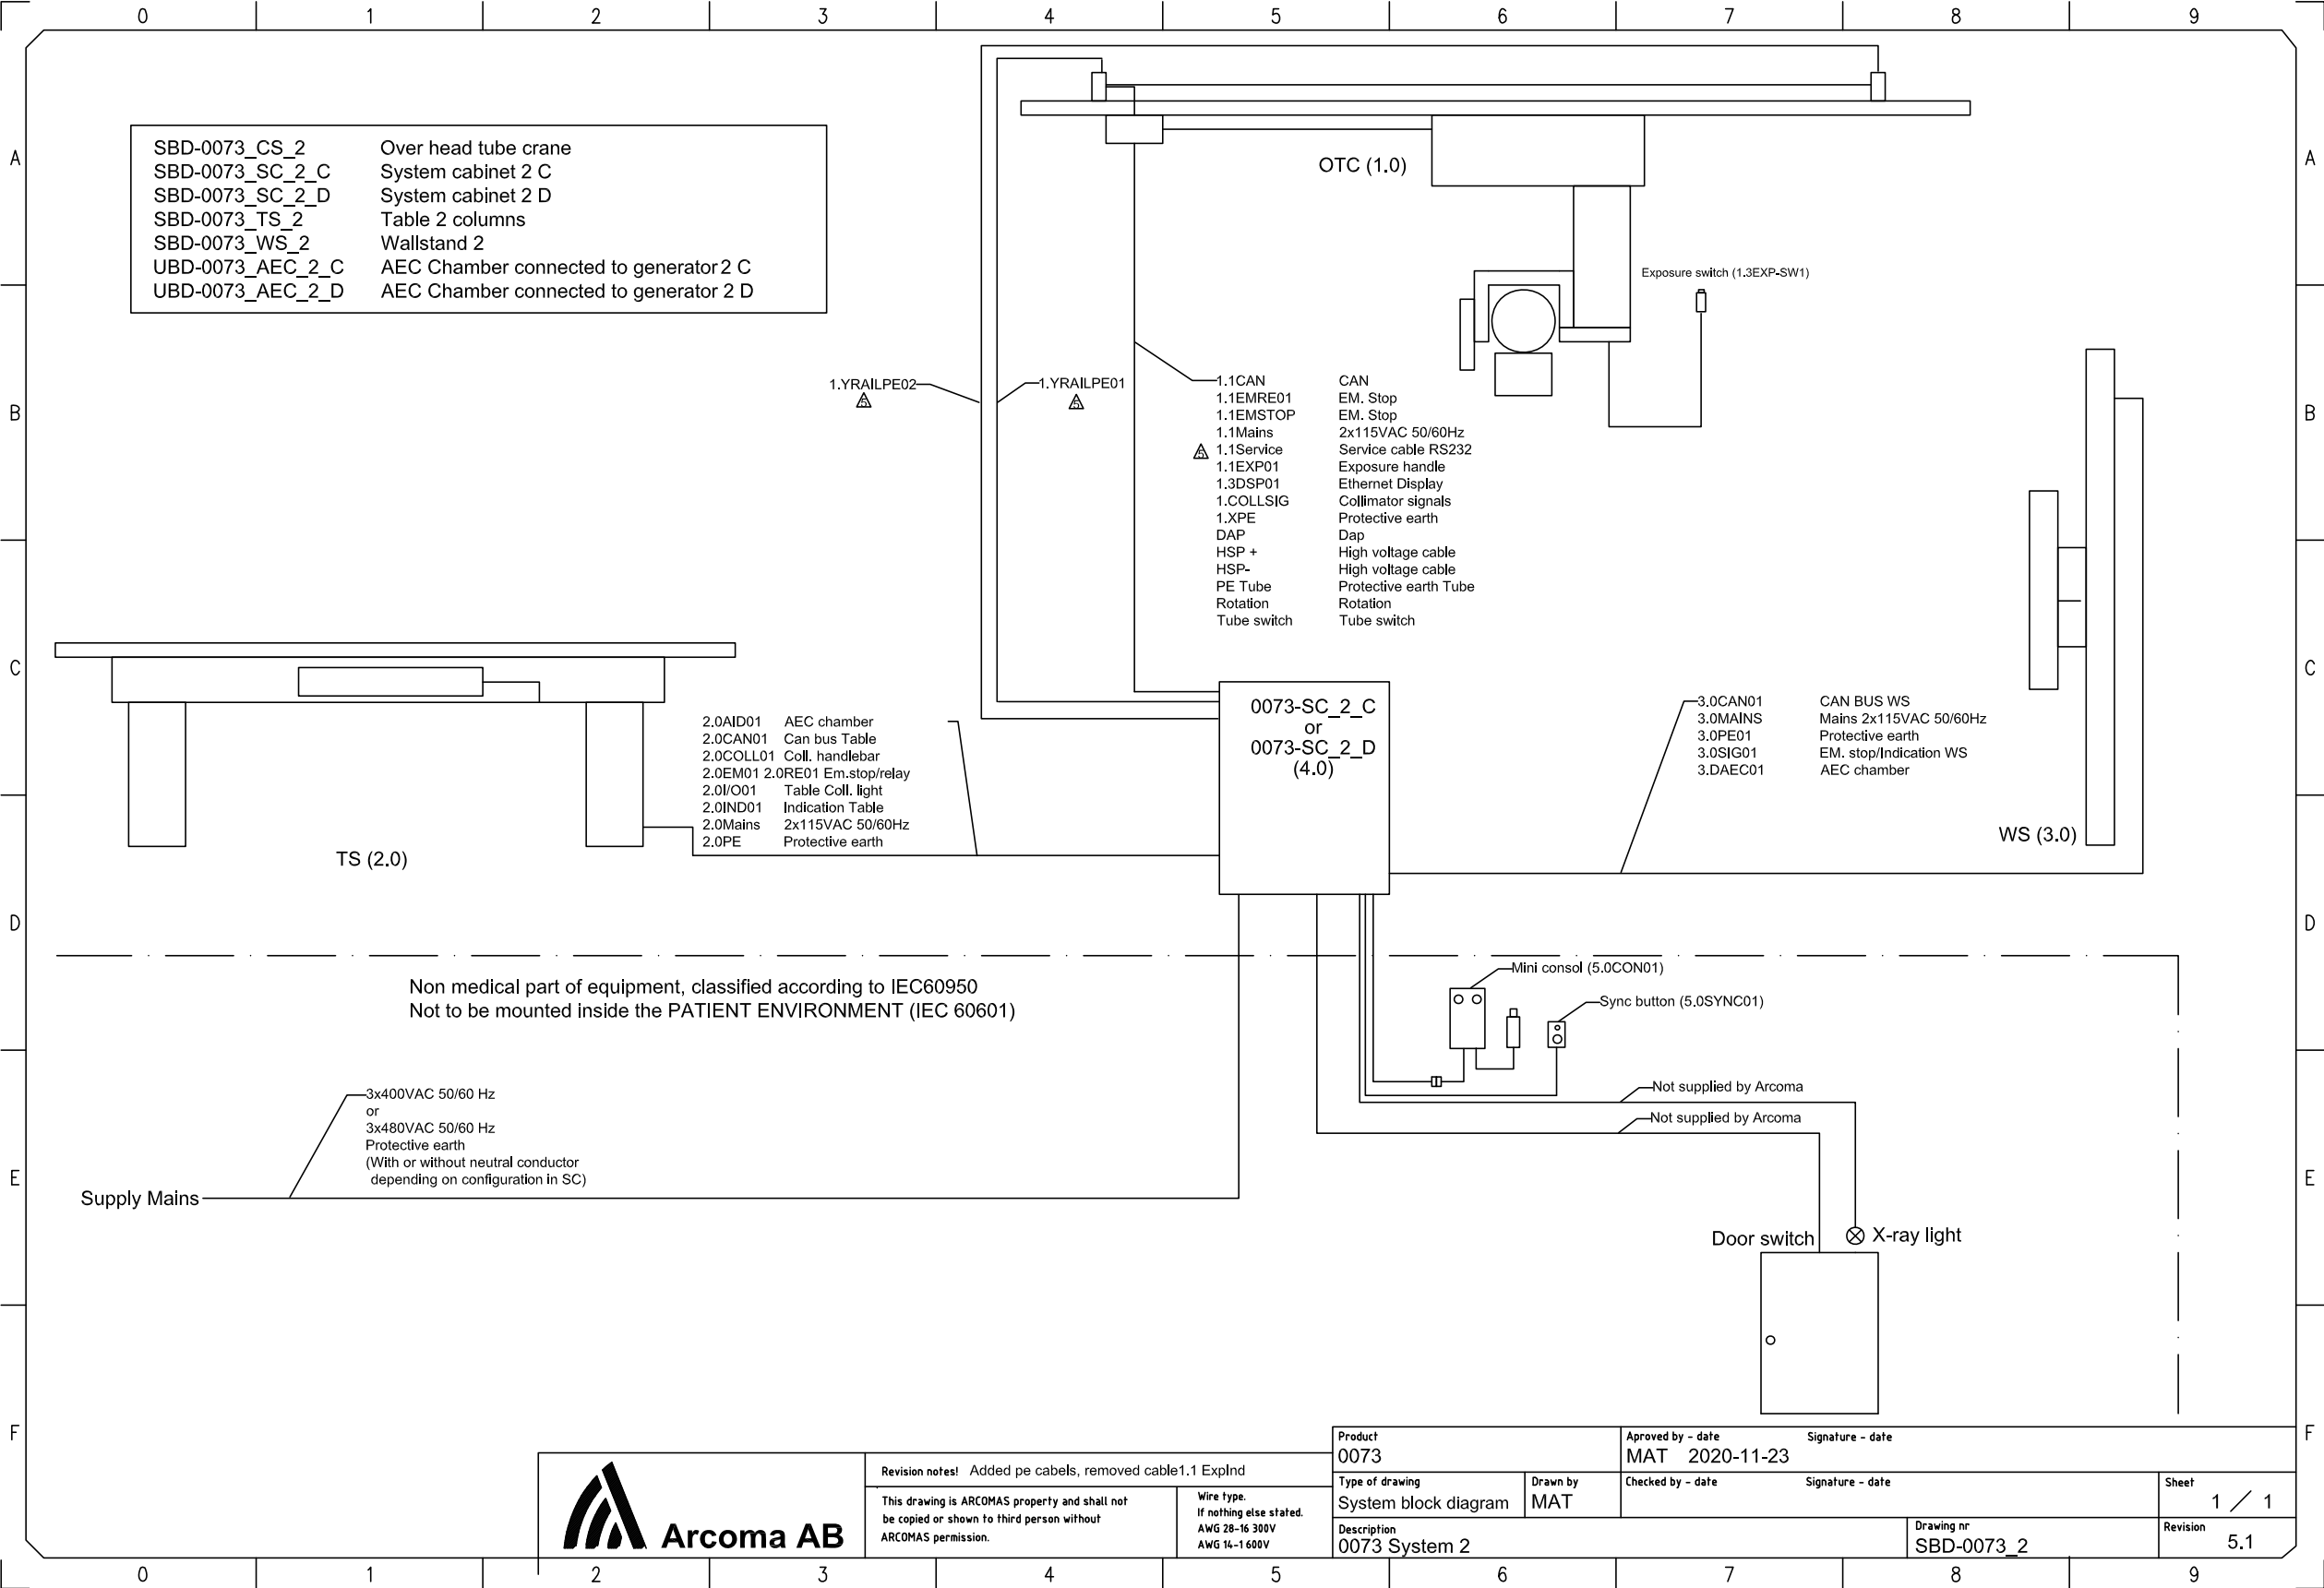 0 1 2 3 4 5 6 7 8 9
A
A
B
B
C
C
D
D
E
E
F
F
SBD-0073_CS_2 Over head tube crane
SBD-0073_SC_2_C System cabinet 2 C
SBD-0073_SC_2_D System cabinet 2 D
SBD-0073_TS_2 Table 2 columns
SBD-0073_WS_2 Wallstand 2
UBD-0073_AEC_2_C AEC Chamber connected to generator 2 C
UBD-0073_AEC_2_D AEC Chamber connected to generator 2 D
OTC (1.0)
Exposure switch (1.3EXP-SW1)
1.YRAILPE02
5
1.YRAILPE01
5
1.1CAN CAN
1.1EMRE01 EM. Stop
1.1EMSTOP EM. Stop
1.1Mains 2x115VAC 50/60Hz
5 1.1Service Service cable RS232
1.1EXP01 Exposure handle
1.3DSP01 Ethernet Display
1.COLLSIG Collimator signals
1.XPE Protective earth
DAP Dap
HSP + High voltage cable
HSP- High voltage cable
PE Tube Protective earth Tube
Rotation Rotation
Tube switch Tube switch
2.0AID01 AEC chamber
2.0CAN01 Can bus Table
2.0COLL01 Coll. handlebar
2.0EM01 2.0RE01 Em.stop/relay
2.0I/O01 Table Coll. light
2.0IND01 Indication Table
2.0Mains 2x115VAC 50/60Hz
2.0PE Protective earth
TS (2.0)
0073-SC_2_C
or
0073-SC_2_D
(4.0)
3.0CAN01 CAN BUS WS
3.0MAINS Mains 2x115VAC 50/60Hz
3.0PE01 Protective earth
3.0SIG01 EM. stop/Indication WS
3.DAEC01 AEC chamber
WS (3.0)
Non medical part of equipment, classified according to IEC60950
Not to be mounted inside the PATIENT ENVIRONMENT (IEC 60601)
Mini consol (5.0CON01)
Sync button (5.0SYNC01)
Not supplied by Arcoma
Not supplied by Arcoma
3x400VAC 50/60 Hz
or
3x480VAC 50/60 Hz
Protective earth
(With or without neutral conductor
depending on configuration in SC)
Supply Mains
Door switch
X-ray light
Arcoma AB
Revision notes! Added pe cabels, removed cable1.1 ExpInd
This drawing is ARCOMAS property and shall not
be copied or shown to third person without
ARCOMAS permission.
Wire type.
If nothing else stated.
AWG 28-16 300V
AWG 14-1 600V
Product
0073
Aproved by - date Signature - date
MAT 2020-11-23
Type of drawing
System block diagram
Drawn by
MAT
Checked by - date Signature - date
Sheet
1 / 1
Description
0073 System 2
Drawing nr
SBD-0073_2
Revision
5.1
0 1 2 3 4 5 6 7 8 9